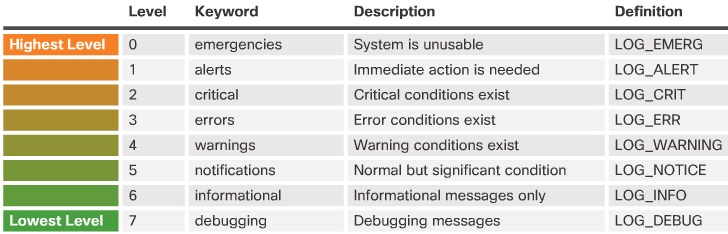 Level Keyword Description Definition
Highest Level 0 emergencies System is unusable LOG_EMERG
1 alerts Immediate action is needed LOG_ALERT
2 critical Critical conditions exist LOG_CRIT
3 errors Error conditions exist LOG_ERR
4 warnings Warning conditions exist LOG_WARNING
5 notifications Normal but significant condition LOG_NOTICE
6 informational Informational messages only LOG_INFO
Lowest Level 7 debugging Debugging messages LOG_DEBUG